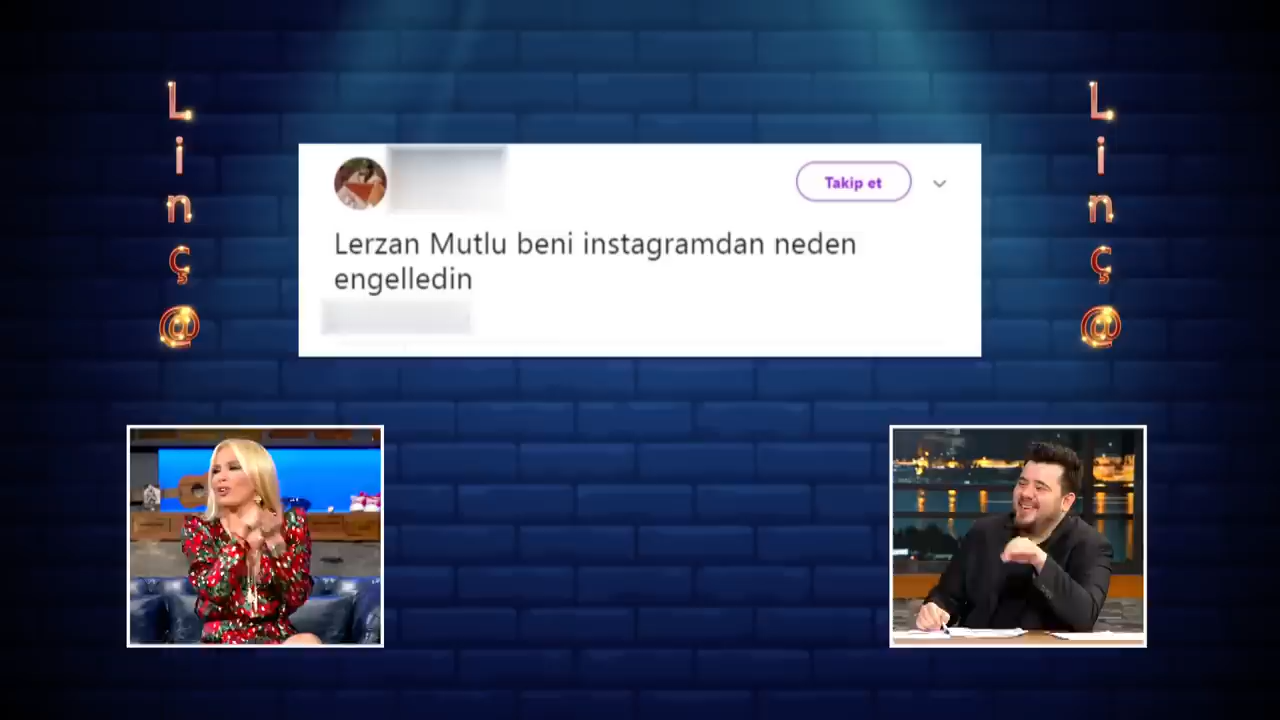 Linç@
Linç@
Takip et
Lerzan Mutlu beni instagramdan neden
engelledin